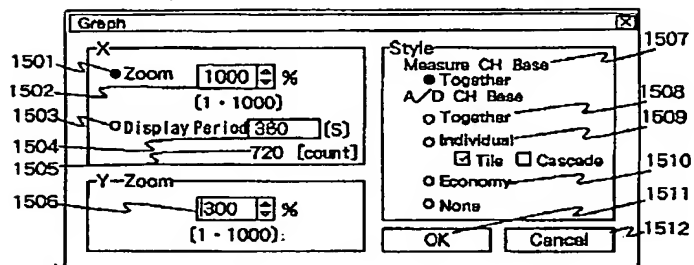 Graph
X
Zoom 1000 %
(1 - 1000)
Display Period 360 (S)
720 [count]
Y-Zoom
300 %
(1 - 1000):
Style
Measure CH Base
Together
A/D CH Base
Together
Individual
Tile Cascade
Economy
None
OK Cancel
1501
1502
1503
1504
1505
1506
1507
1508
1509
1510
1511
1512